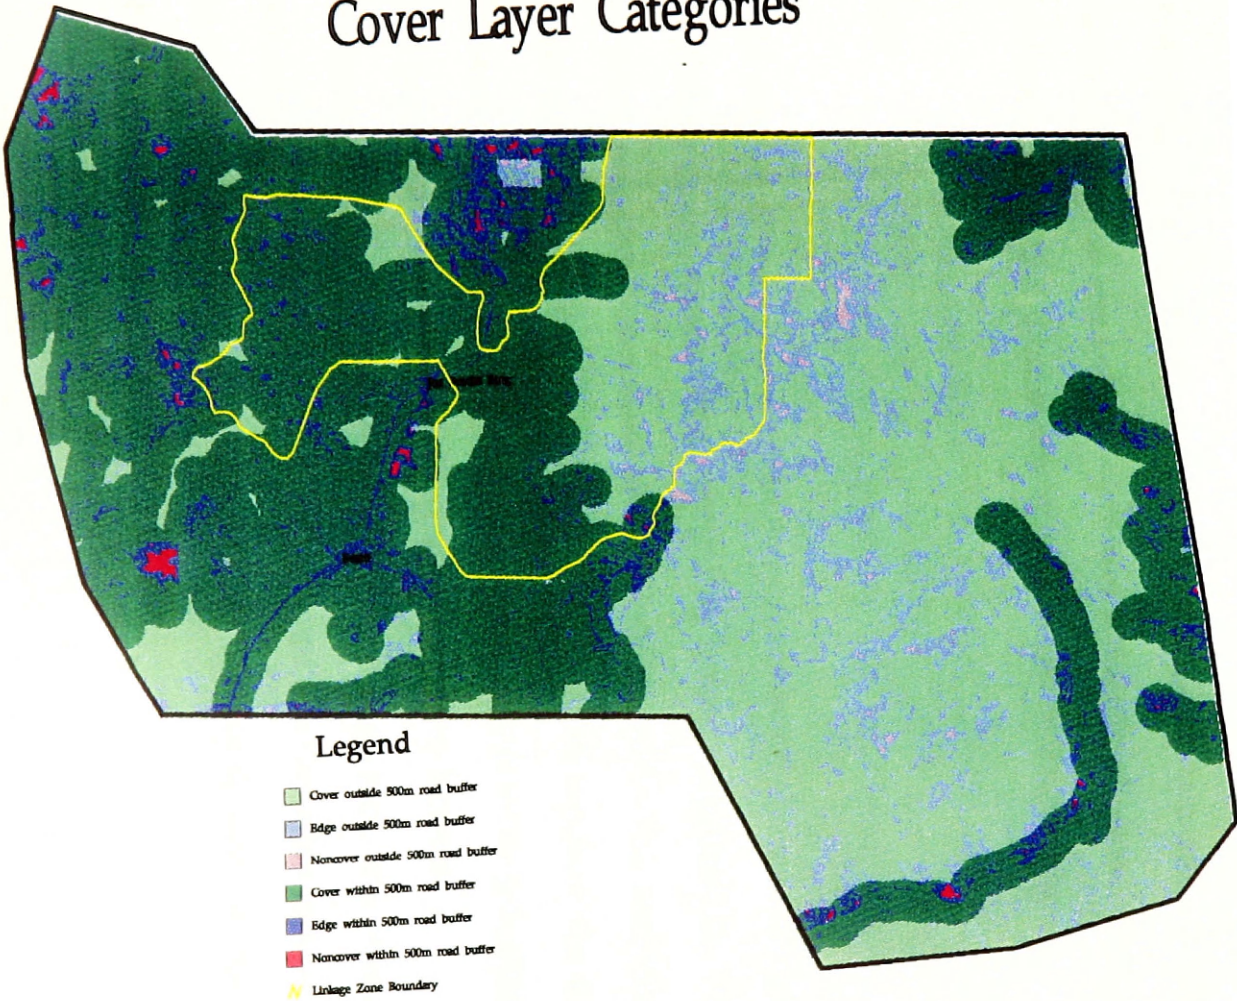 Cover Layer Categories
Legend
Cover outside 500m road buffer
Edge outside 500m road buffer
Noncover outside 500m road buffer
Cover within 500m road buffer
Edge within 500m road buffer
Noncover within 500m road buffer
Linkage Zone Boundary